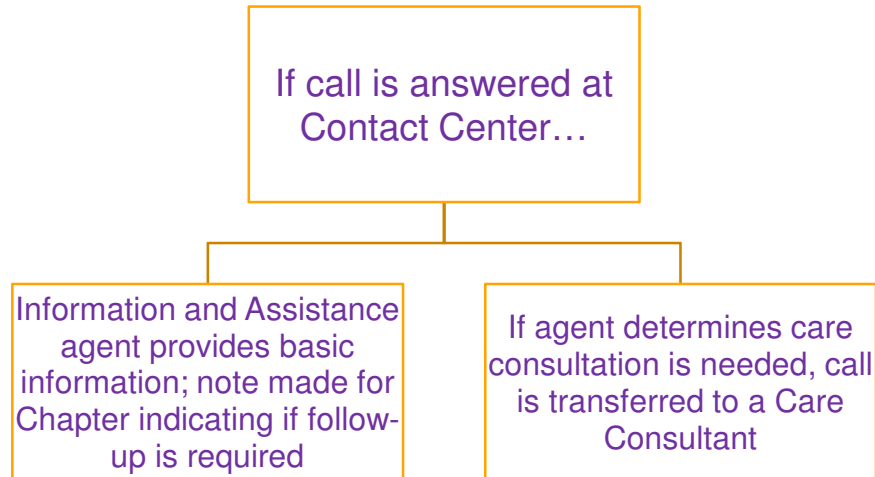 If call is answered at
Contact Center…
Information and Assistance
agent provides basic
information; note made for
Chapter indicating if follow-
up is required
If agent determines care
consultation is needed, call
is transferred to a Care
Consultant